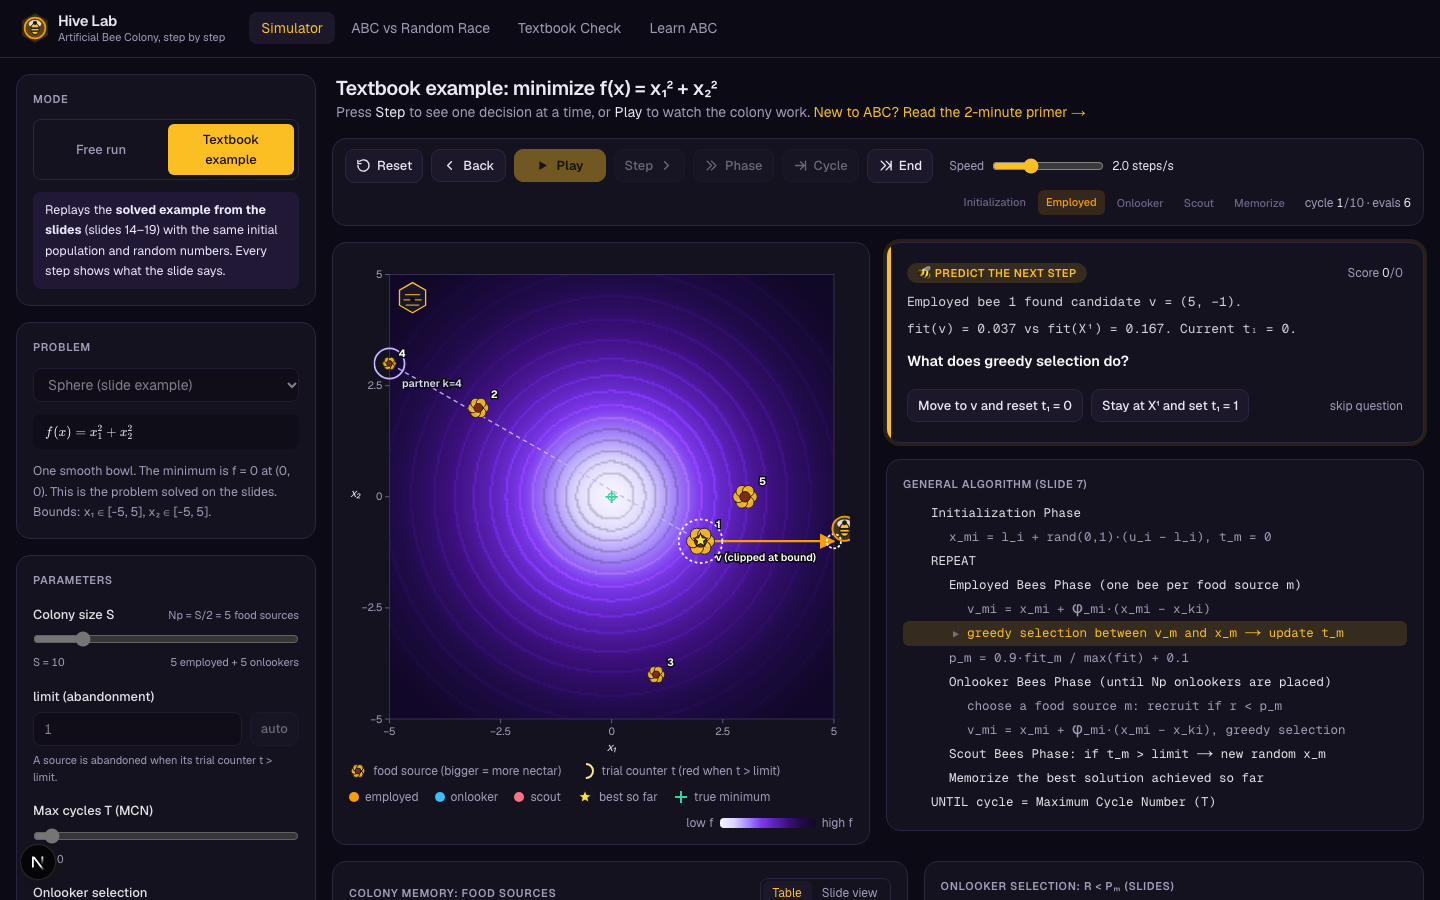 Hive Lab
Artificial Bee Colony, step by step
Simulator
ABC vs Random Race
Textbook Check
Learn ABC
MODE
Free run
Textbook
example
Replays the solved example from the
slides (slides 14–19) with the same initial
population and random numbers. Every
step shows what the slide says.
PROBLEM
Sphere (slide example)
f(x) = x₁² + x₂²
One smooth bowl. The minimum is f = 0 at (0,
0). This is the problem solved on the slides.
Bounds: x₁ ∈ [-5, 5], x₂ ∈ [-5, 5].
PARAMETERS
Colony size S
Np = S/2 = 5 food sources
S = 10
5 employed + 5 onlookers
limit (abandonment)
1
auto
A source is abandoned when its trial counter t >
limit.
Max cycles T (MCN)
0
Onlooker selection
Textbook example: minimize f(x) = x₁² + x₂²
Press Step to see one decision at a time, or Play to watch the colony work. New to ABC? Read the 2-minute primer →
Reset
Back
Play
Step
Phase
Cycle
End
Speed
2.0 steps/s
Initialization
Employed
Onlooker
Scout
Memorize
cycle 1/10 · evals 6
5
2.5
0
−2.5
−5
x₂
−5
−2.5
0
2.5
5
x₁
4
partner k=4
2
5
1
v (clipped at bound)
3
food source (bigger = more nectar)
trial counter t (red when t > limit)
employed
onlooker
scout
best so far
true minimum
low f
high f
PREDICT THE NEXT STEP
Score 0/0
Employed bee 1 found candidate v = (5, −1).
fit(v) = 0.037 vs fit(X¹) = 0.167. Current t₁ = 0.
What does greedy selection do?
Move to v and reset t₁ = 0
Stay at X¹ and set t₁ = 1
skip question
GENERAL ALGORITHM (SLIDE 7)
Initialization Phase
x_mi = l_i + rand(0,1)·(u_i − l_i), t_m = 0
REPEAT
Employed Bees Phase (one bee per food source m)
v_mi = x_mi + φ_mi·(x_mi − x_ki)
▸ greedy selection between v_m and x_m → update t_m
p_m = 0.9·fit_m / max(fit) + 0.1
Onlooker Bees Phase (until Np onlookers are placed)
choose a food source m: recruit if r < p_m
v_mi = x_mi + φ_mi·(x_mi − x_ki), greedy selection
Scout Bees Phase: if t_m > limit → new random x_m
Memorize the best solution achieved so far
UNTIL cycle = Maximum Cycle Number (T)
COLONY MEMORY: FOOD SOURCES
Table
Slide view
ONLOOKER SELECTION: R < Pₘ (SLIDES)